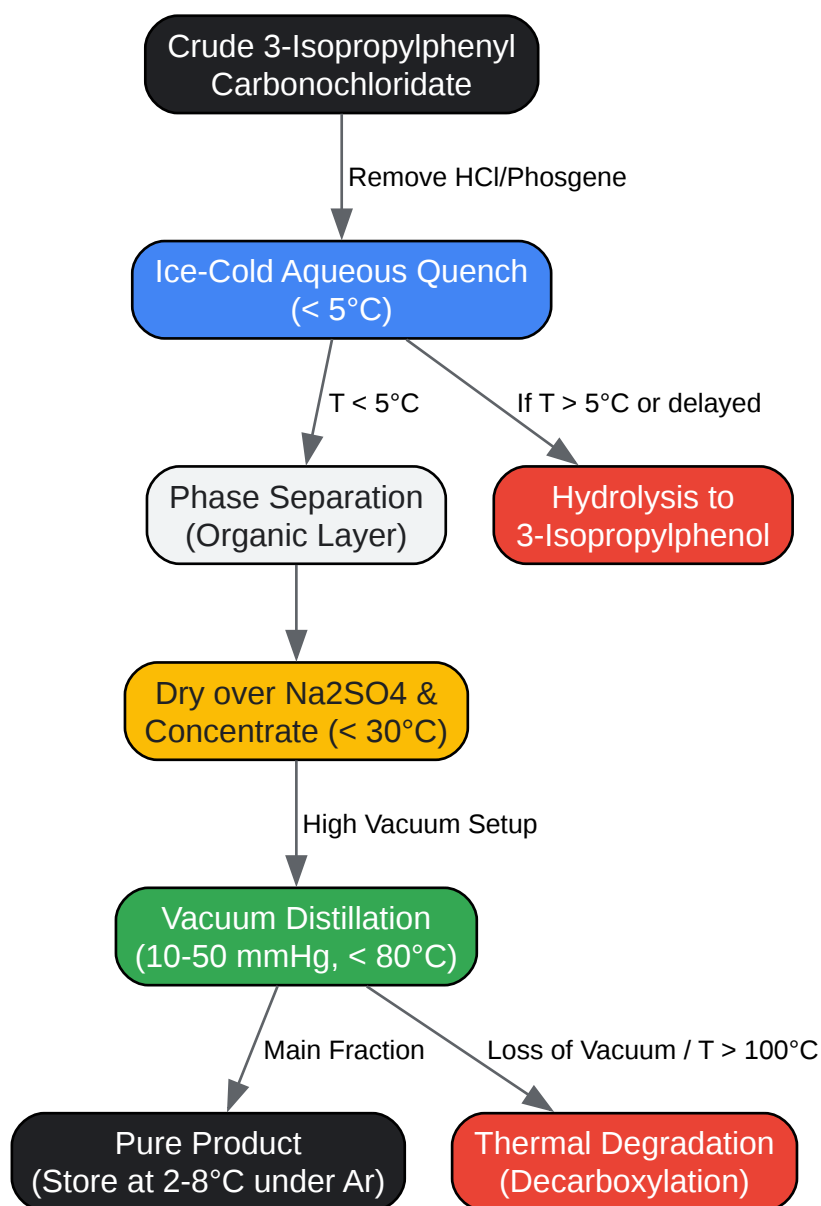 Crude 3-Isopropylphenyl
Carbonochloridate
Remove HCl/Phosgene
Ice-Cold Aqueous Quench
(< 5°C)
T < 5°C
If T > 5°C or delayed
Phase Separation
(Organic Layer)
Hydrolysis to
3-Isopropylphenol
Dry over Na2SO4 &
Concentrate (< 30°C)
High Vacuum Setup
Vacuum Distillation
(10-50 mmHg, < 80°C)
Main Fraction
Loss of Vacuum / T > 100°C
Pure Product
(Store at 2-8°C under Ar)
Thermal Degradation
(Decarboxylation)